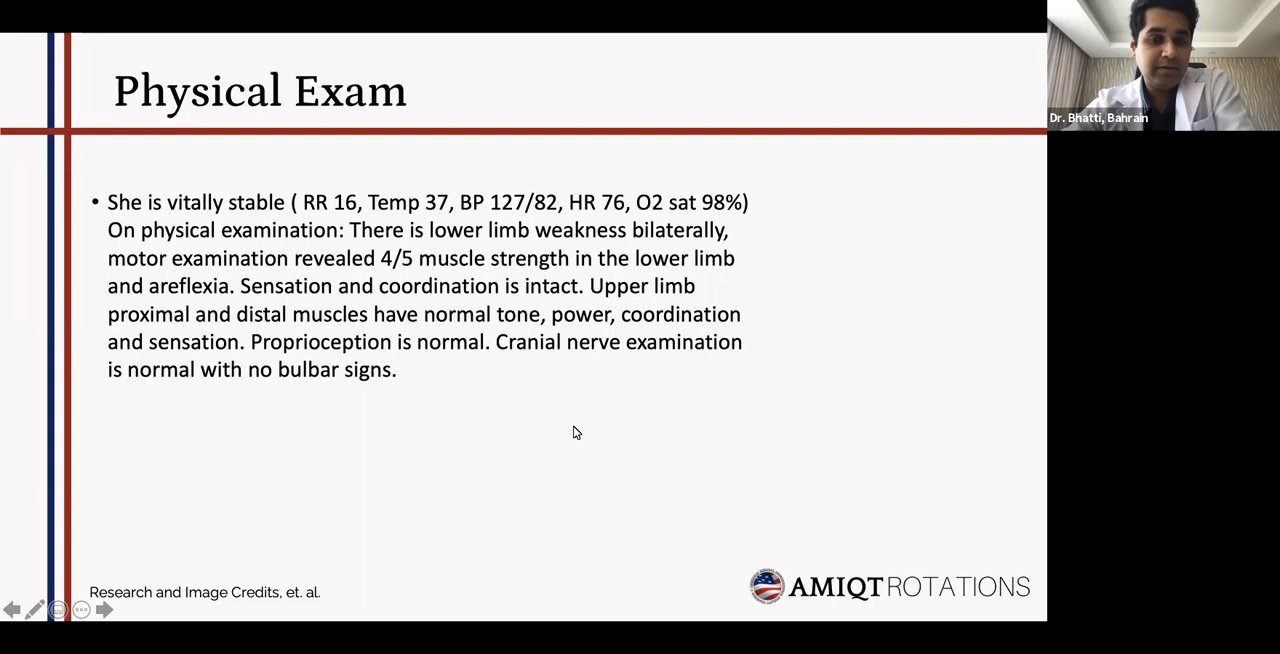 Physical Exam
Dr. Bhatti, Bahrain
• She is vitally stable ( RR 16, Temp 37, BP 127/82, HR 76, O2 sat 98%)
On physical examination: There is lower limb weakness bilaterally,
motor examination revealed 4/5 muscle strength in the lower limb
and areflexia. Sensation and coordination is intact. Upper limb
proximal and distal muscles have normal tone, power, coordination
and sensation. Proprioception is normal. Cranial nerve examination
is normal with no bulbar signs.
Research and Image Credits, et. al.
AMIQT ROTATIONS